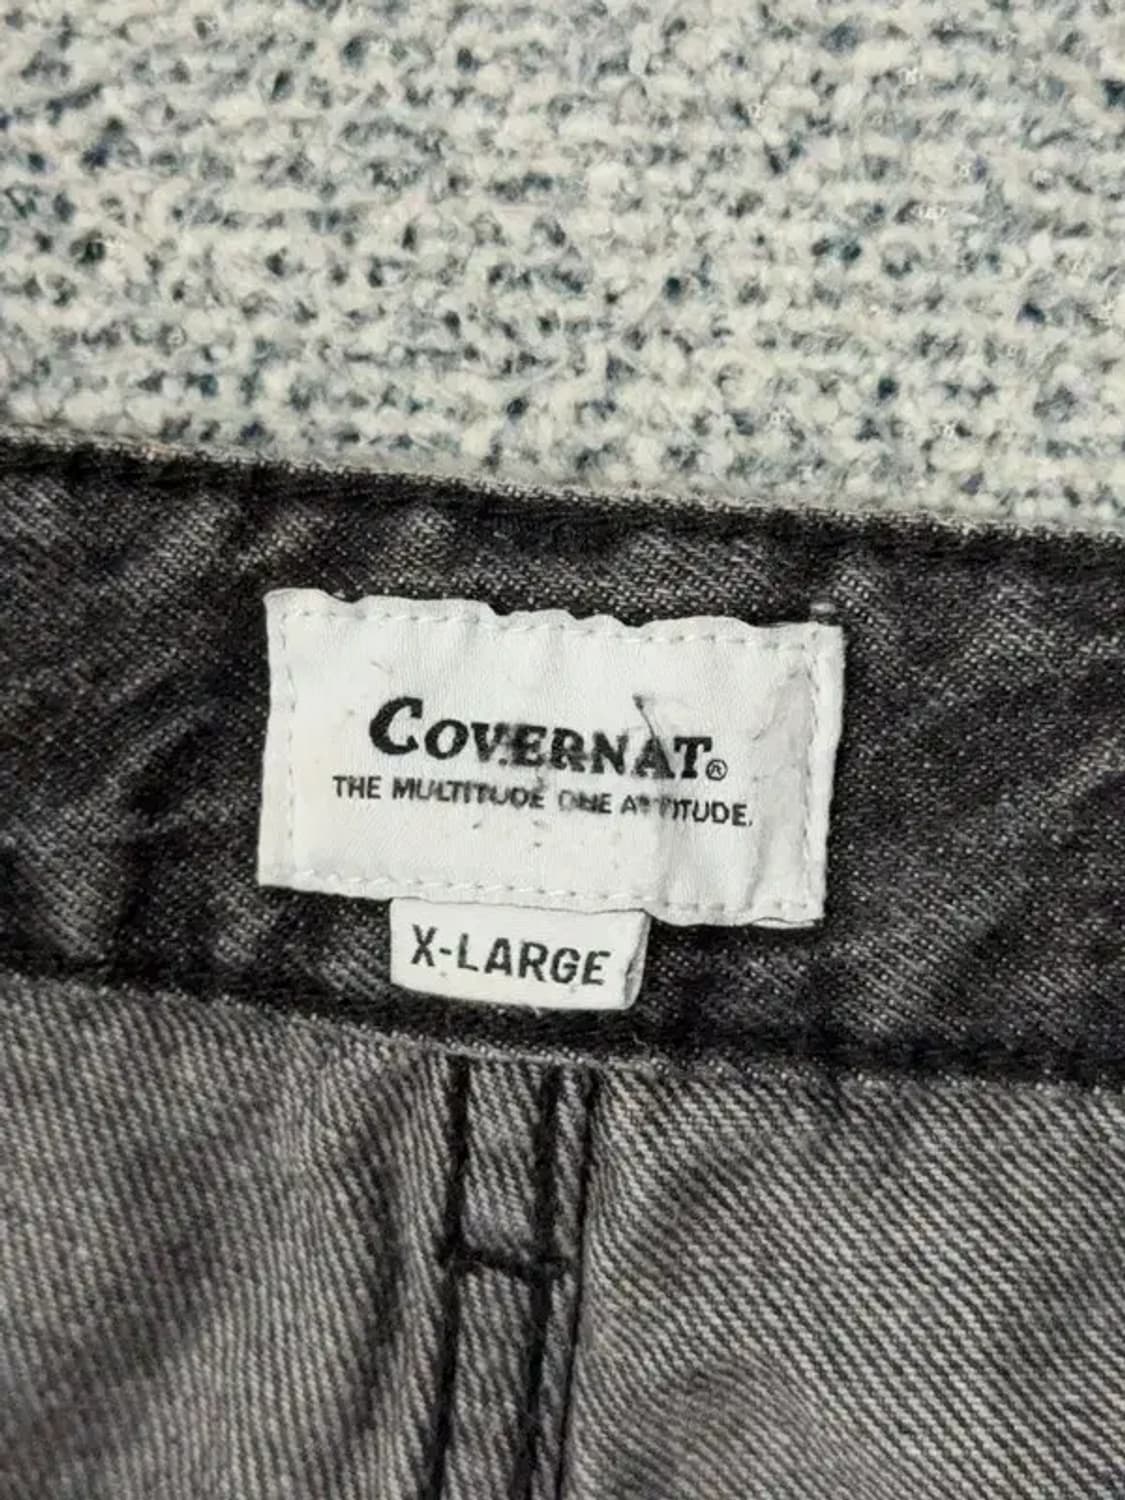 COVERNAT®
THE MULTITUDE ONE ATTITUDE.
X-LARGE